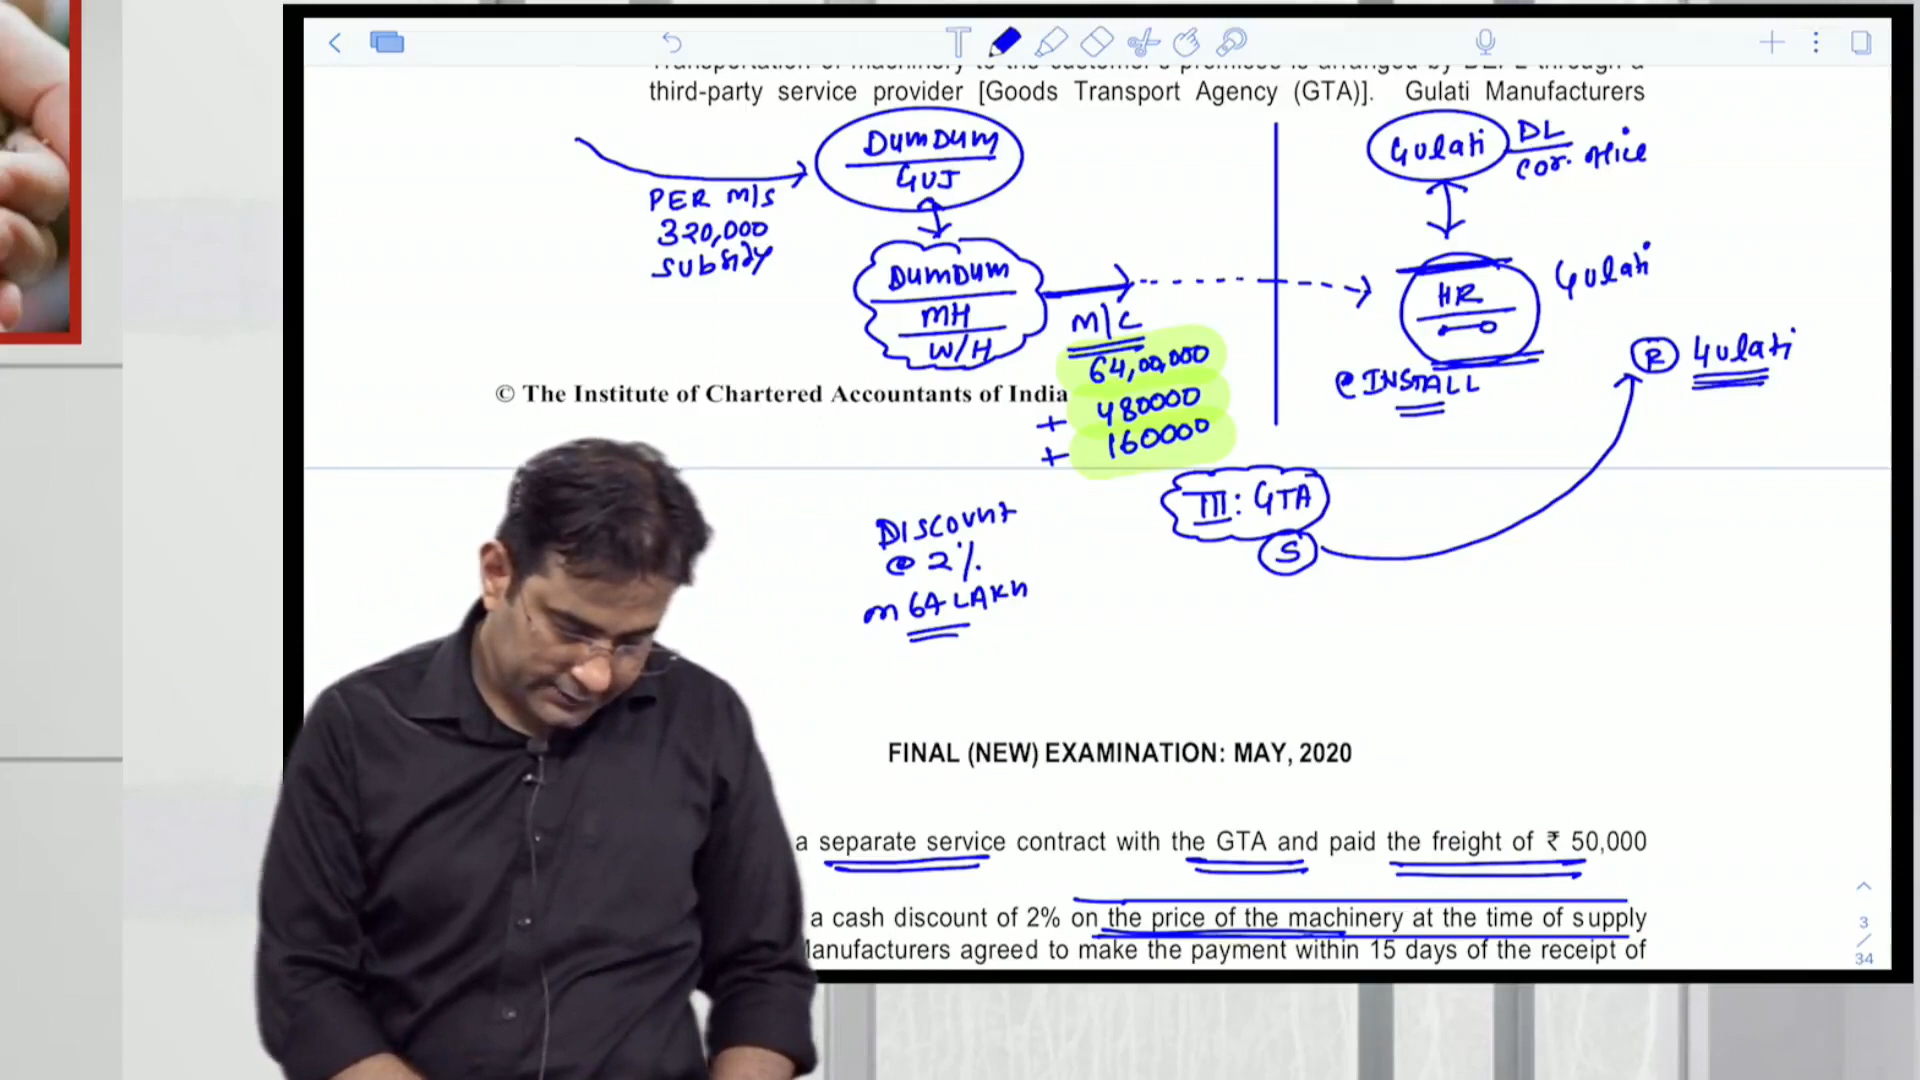 third-party service provider [Goods Transport Agency (GTA)]. Gulati Manufacturers
DUMDUM
GUJ
PER M/S
320,000
subsidy
Gulati
DL
cor. office
DUMDUM
MH
W/H
M/C
64,00,000
+ 480000
+ 160000
HR
Gulati
@ INSTALL
R Gulati
© The Institute of Chartered Accountants of India
III: GTA
S
DISCOUNT
@ 2%
on 64 LAKH
FINAL (NEW) EXAMINATION: MAY, 2020
a separate service contract with the GTA and paid the freight of ₹ 50,000
a cash discount of 2% on the price of the machinery at the time of supply
Manufacturers agreed to make the payment within 15 days of the receipt of
3
/
34